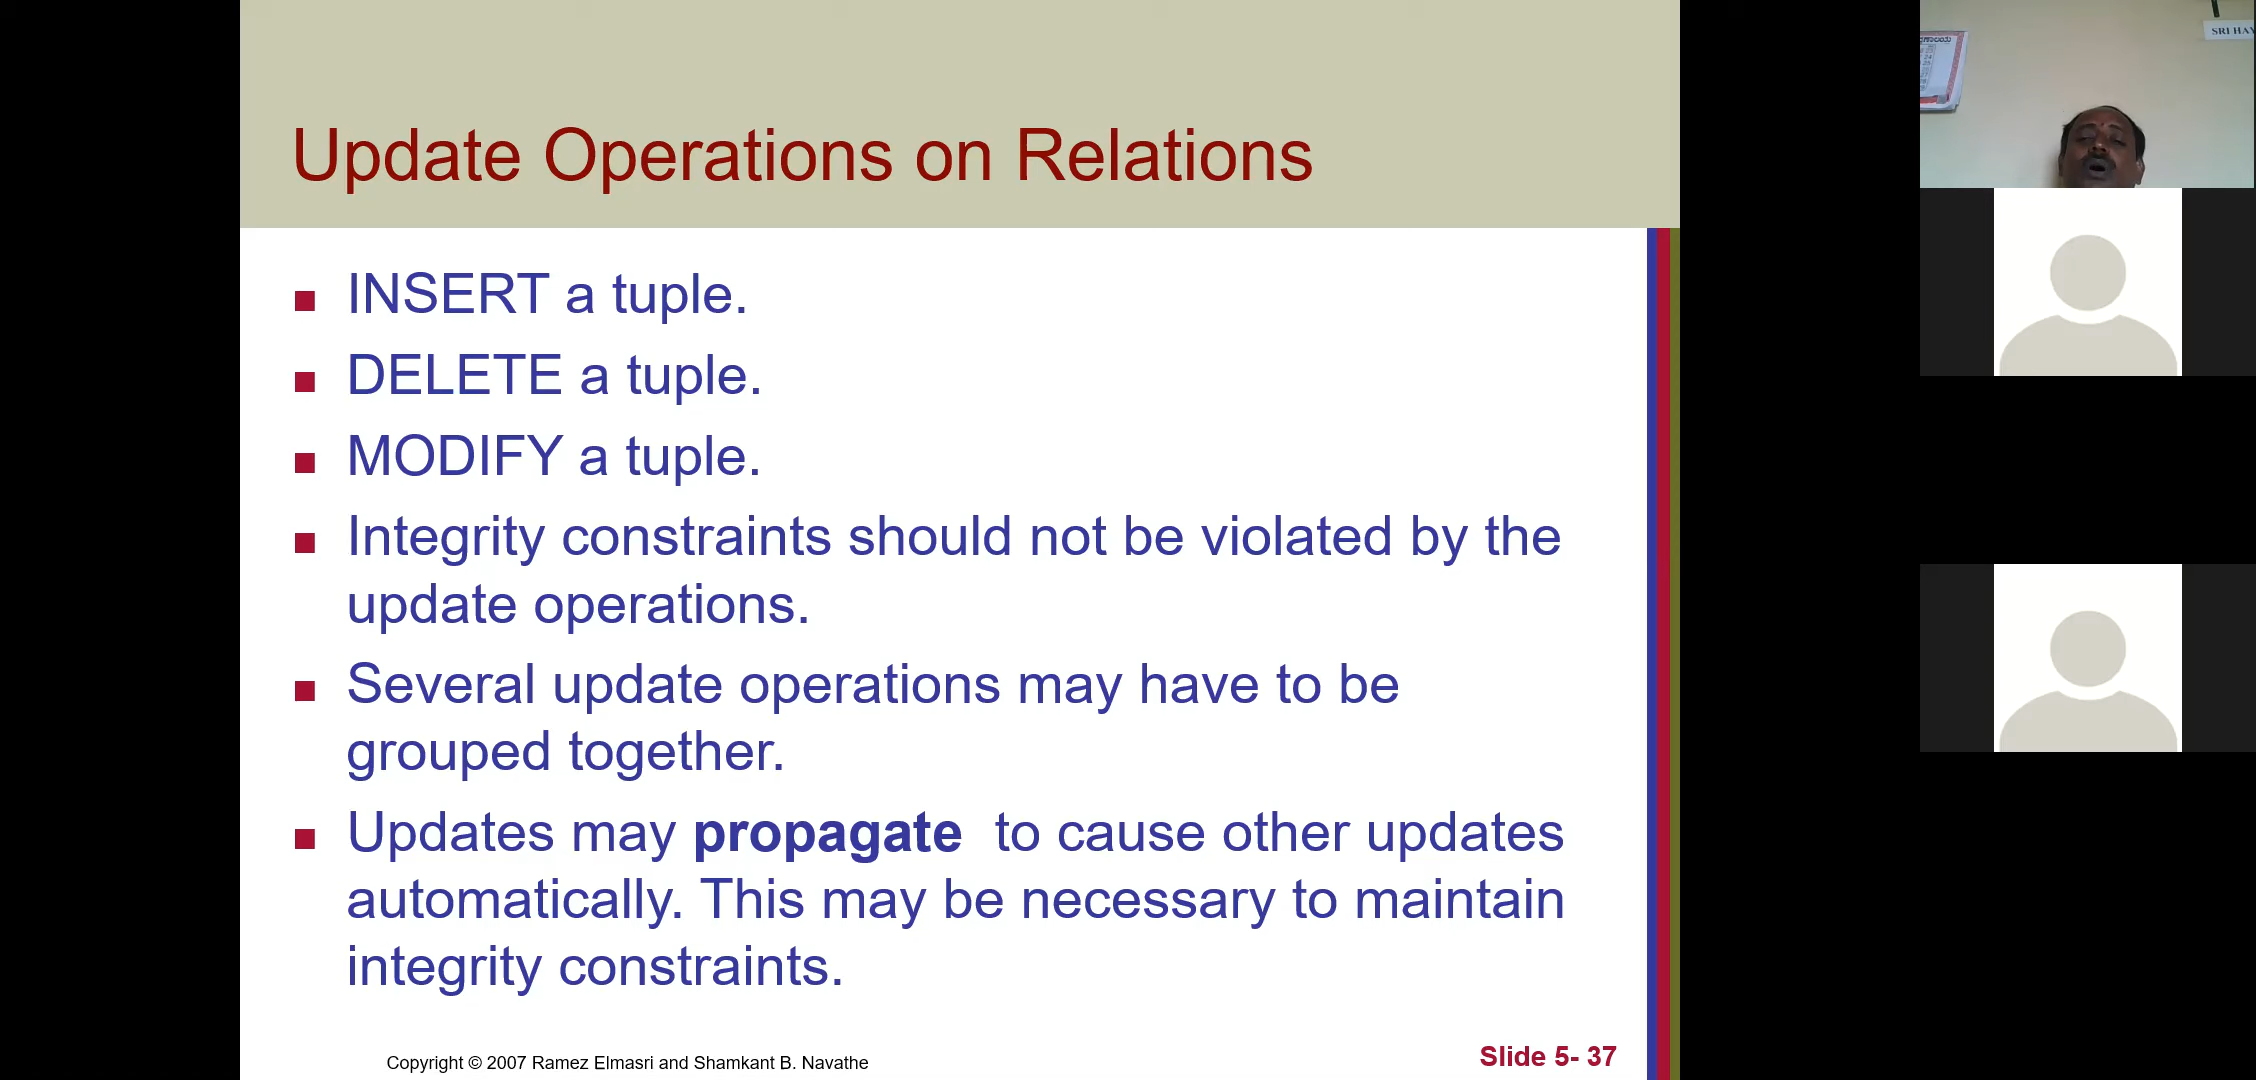 Update Operations on Relations
INSERT a tuple.
DELETE a tuple.
MODIFY a tuple.
Integrity constraints should not be violated by the
update operations.
Several update operations may have to be
grouped together.
Updates may propagate to cause other updates
automatically. This may be necessary to maintain
integrity constraints.
Copyright © 2007 Ramez Elmasri and Shamkant B. Navathe
Slide 5- 37
SRI HAY